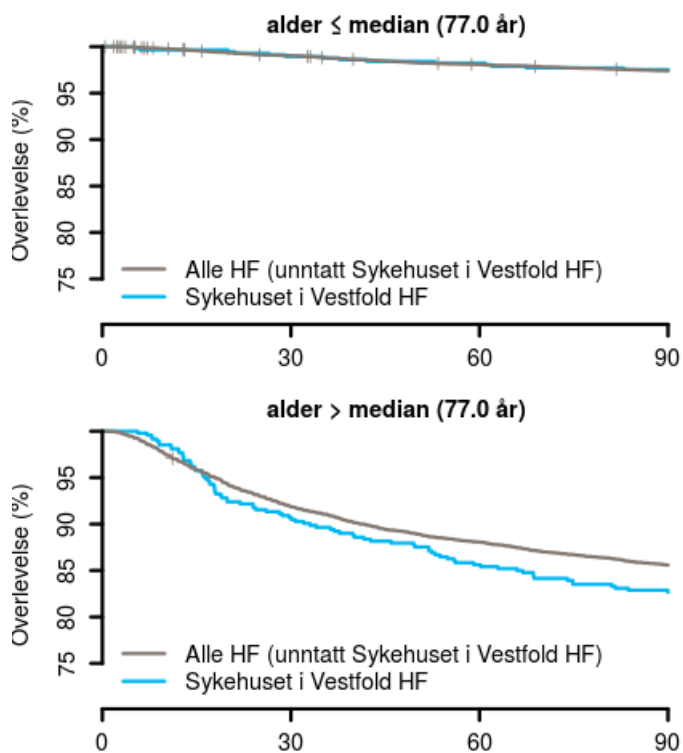 alder ≤ median (77.0 år)
Overlevelse (%)
95
90
85
80
75
Alle HF (unntatt Sykehuset i Vestfold HF)
Sykehuset i Vestfold HF
0 30 60 90
alder > median (77.0 år)
Overlevelse (%)
95
90
85
80
75
Alle HF (unntatt Sykehuset i Vestfold HF)
Sykehuset i Vestfold HF
0 30 60 90